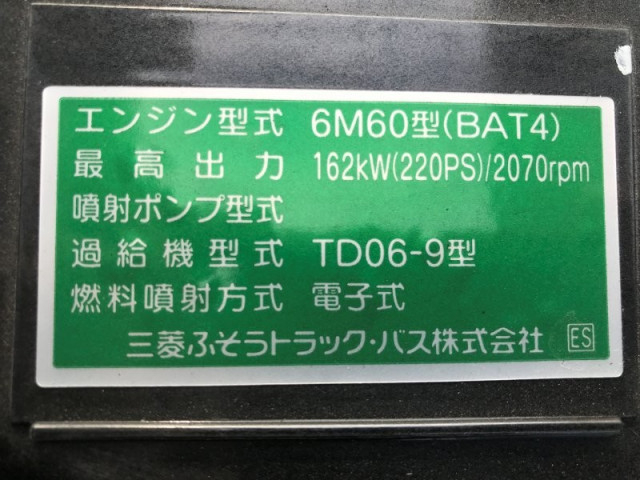 エンジン型式 6M60型(BAT4)
最高出力 162kW(220PS)/2070rpm
噴射ポンプ型式
過給機型式 TD06-9型
燃料噴射方式 電子式
三菱ふそうトラック・バス株式会社 ES